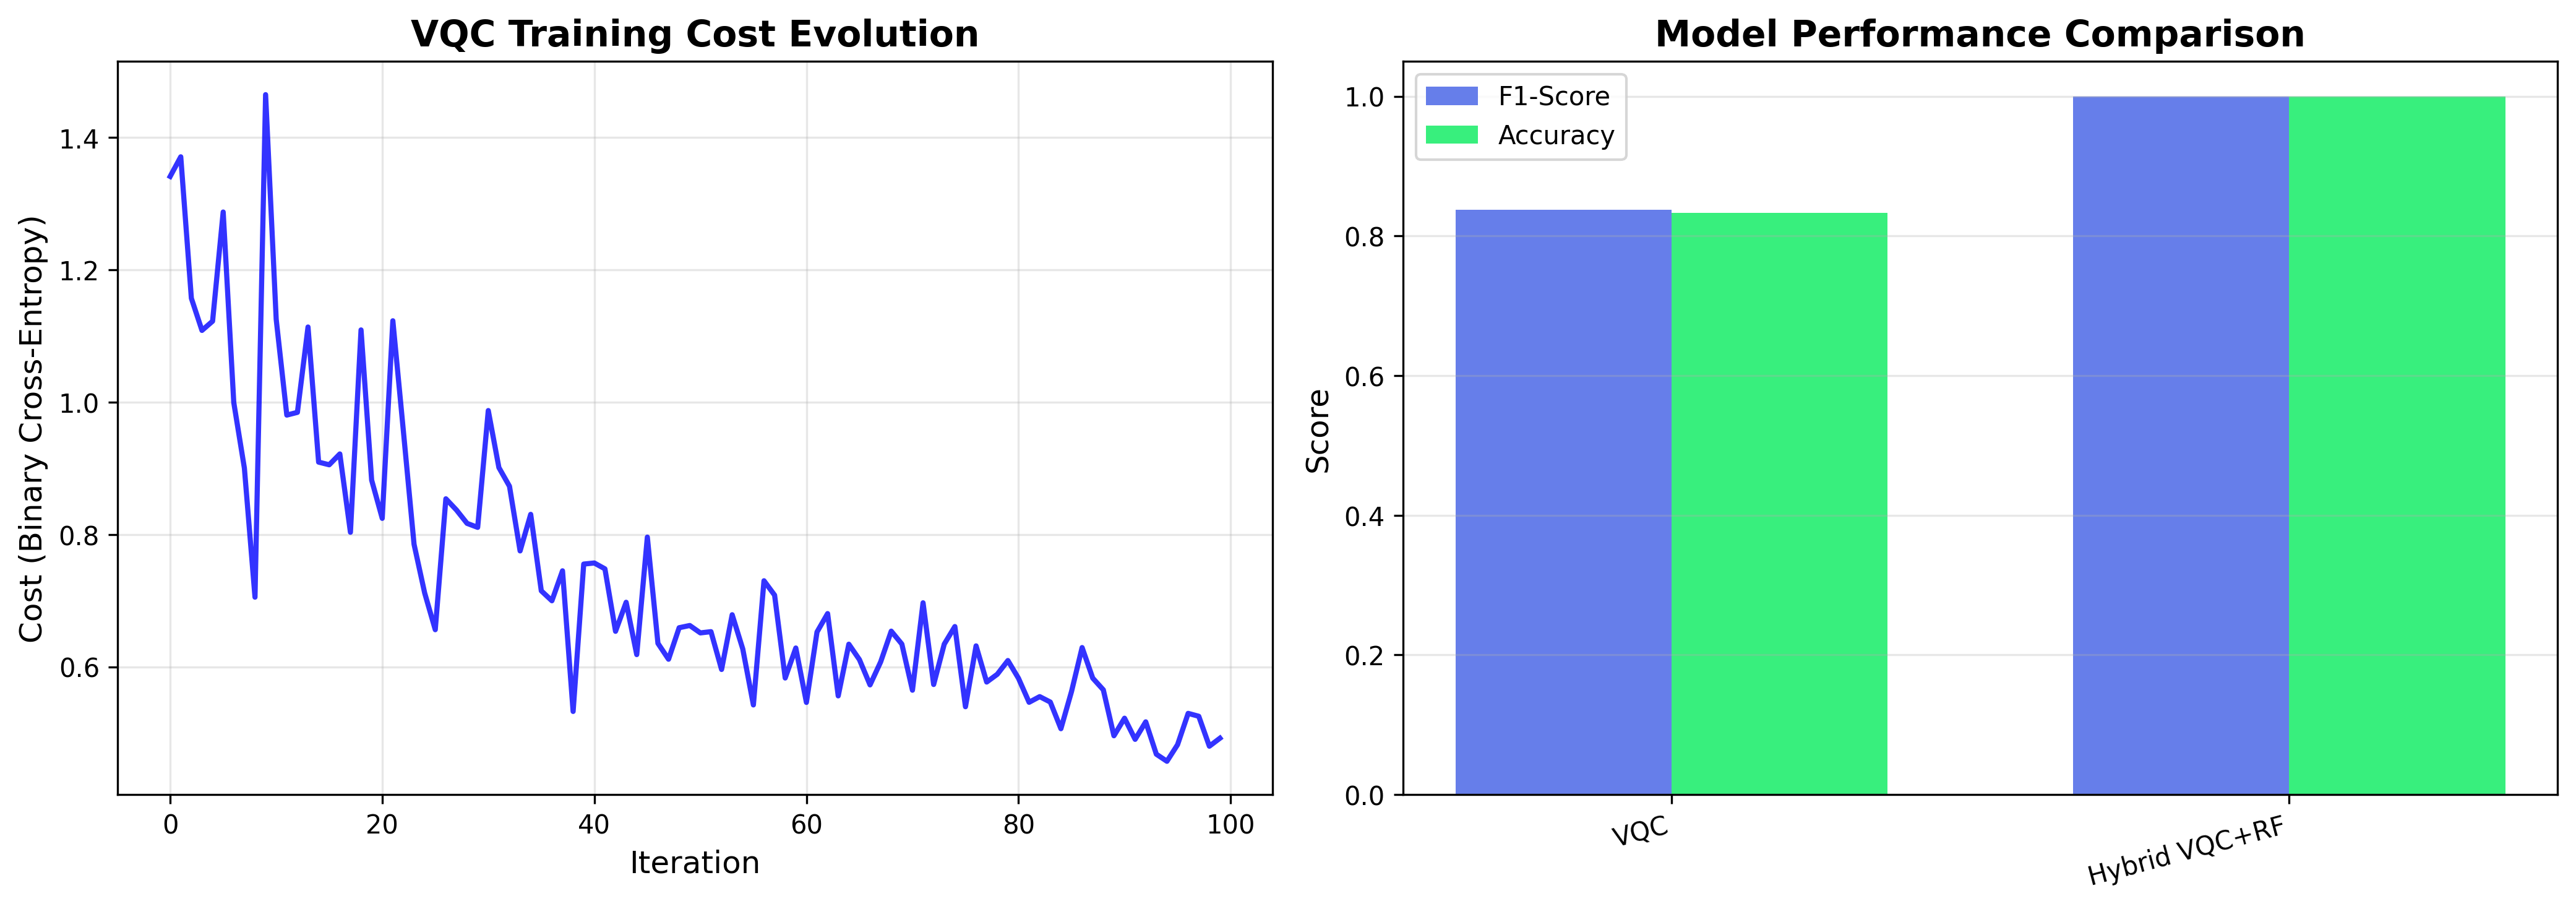 VQC Training Cost Evolution
Cost (Binary Cross-Entropy)
1.4
1.2
1.0
0.8
0.6
0
20
40
60
80
100
Iteration
Model Performance Comparison
F1-Score
Accuracy
Score
1.0
0.8
0.6
0.4
0.2
0.0
VQC
Hybrid VQC+RF